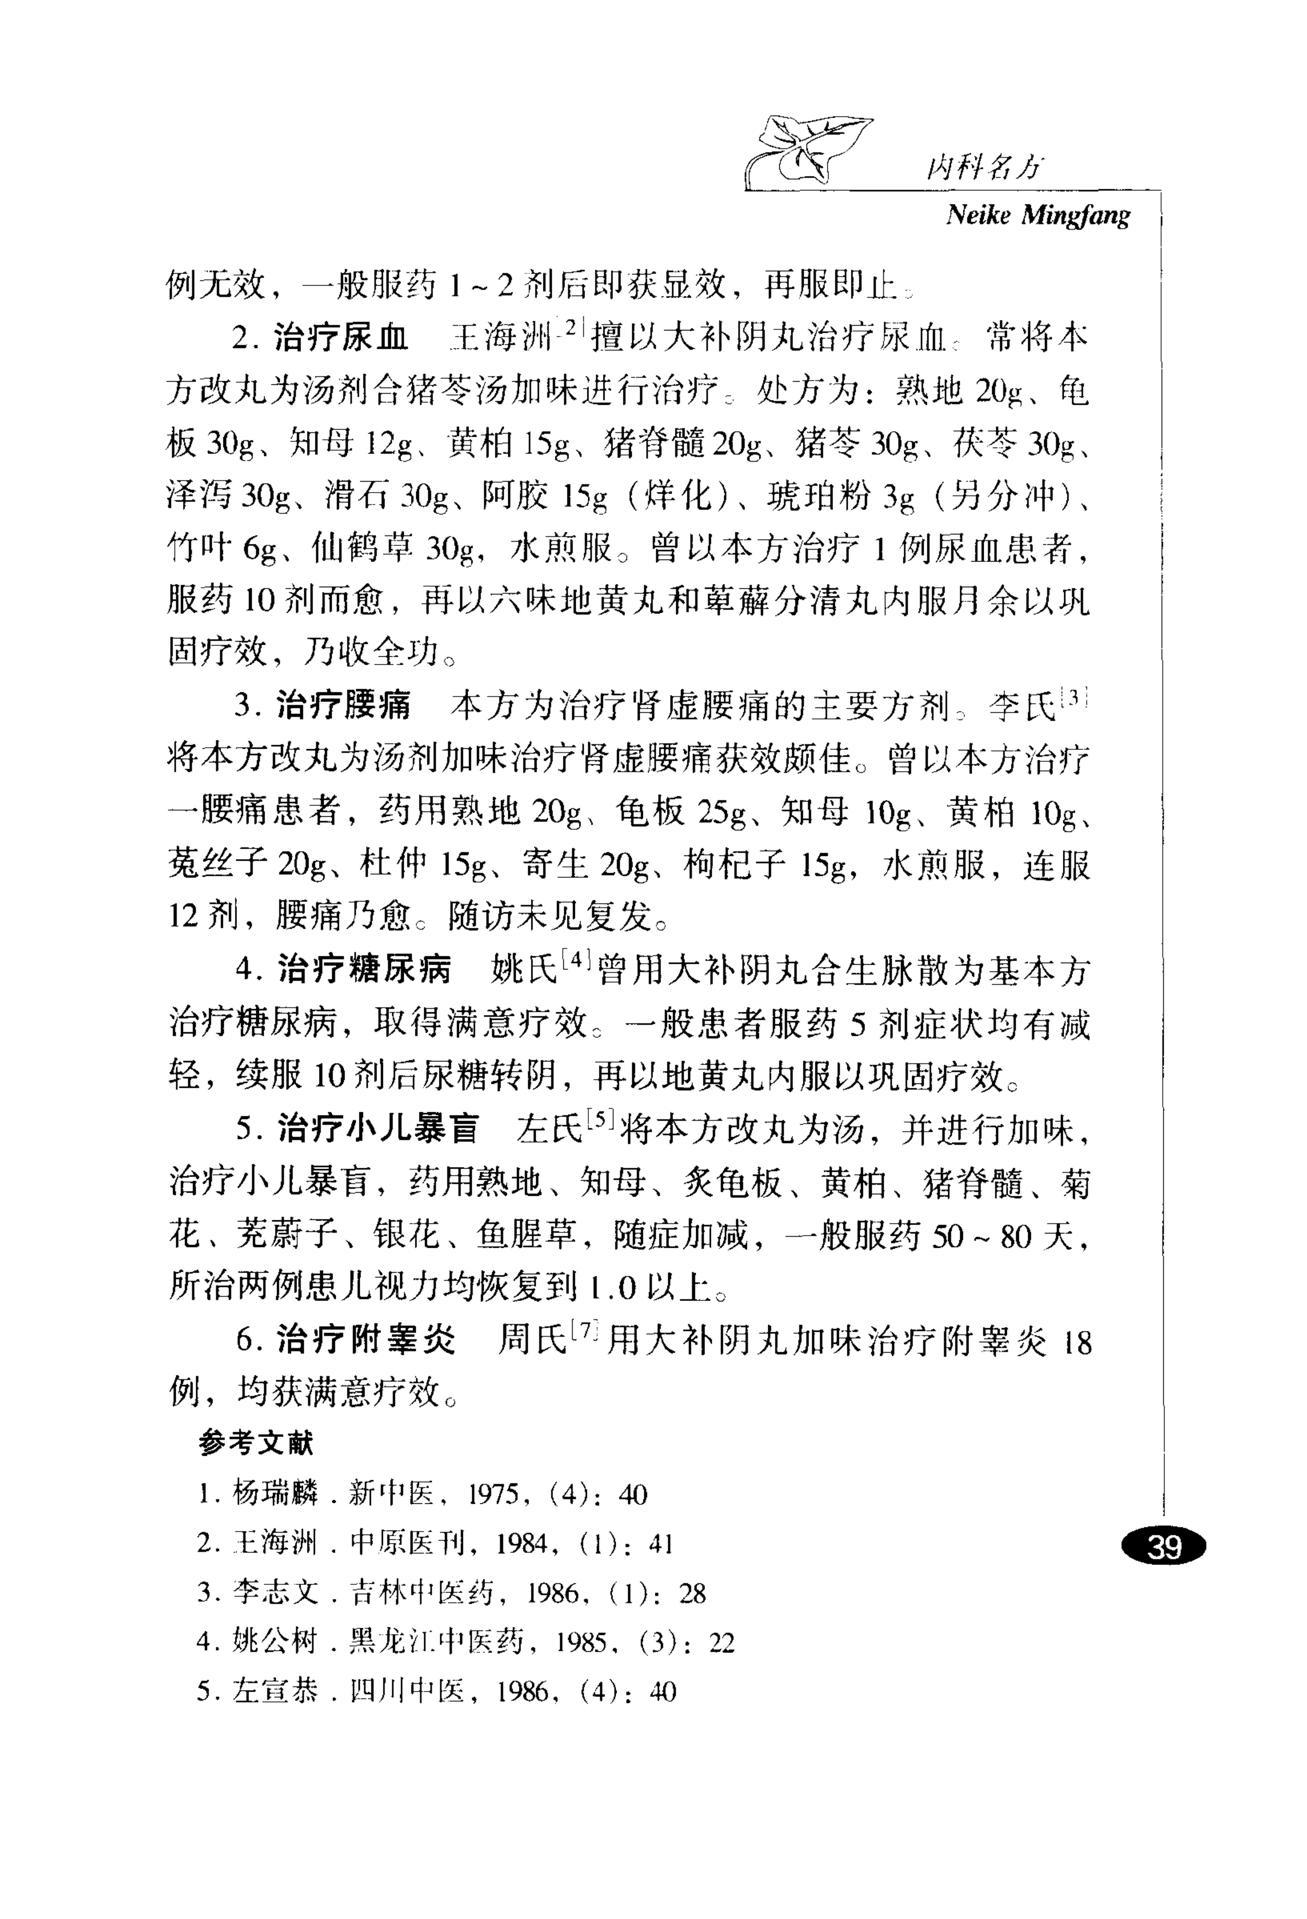 内科名方
Neike Mingfang
例无效，一般服药 1～2 剂后即获显效，再服即止。
2. 治疗尿血　王海洲[2]擅以大补阴丸治疗尿血。常将本
方改丸为汤剂合猪苓汤加味进行治疗。处方为：熟地 20g、龟
板 30g、知母 12g、黄柏 15g、猪脊髓 20g、猪苓 30g、茯苓 30g、
泽泻 30g、滑石 30g、阿胶 15g（烊化）、琥珀粉 3g（另分冲）、
竹叶 6g、仙鹤草 30g，水煎服。曾以本方治疗 1 例尿血患者，
服药 10 剂而愈，再以六味地黄丸和萆薢分清丸内服月余以巩
固疗效，乃收全功。
3. 治疗腰痛　本方为治疗肾虚腰痛的主要方剂。李氏[3]
将本方改丸为汤剂加味治疗肾虚腰痛获效颇佳。曾以本方治疗
一腰痛患者，药用熟地 20g、龟板 25g、知母 10g、黄柏 10g、
菟丝子 20g、杜仲 15g、寄生 20g、枸杞子 15g，水煎服，连服
12 剂，腰痛乃愈。随访未见复发。
4. 治疗糖尿病　姚氏[4]曾用大补阴丸合生脉散为基本方
治疗糖尿病，取得满意疗效。一般患者服药 5 剂症状均有减
轻，续服 10 剂后尿糖转阴，再以地黄丸内服以巩固疗效。
5. 治疗小儿暴盲　左氏[5]将本方改丸为汤，并进行加味，
治疗小儿暴盲，药用熟地、知母、炙龟板、黄柏、猪脊髓、菊
花、茺蔚子、银花、鱼腥草，随症加减，一般服药 50～80 天，
所治两例患儿视力均恢复到 1.0 以上。
6. 治疗附睾炎　周氏[7]用大补阴丸加味治疗附睾炎 18
例，均获满意疗效。
参考文献
1. 杨瑞麟．新中医，1975，(4)：40
2. 王海洲．中原医刊，1984，(1)：41
3. 李志文．吉林中医药，1986，(1)：28
4. 姚公树．黑龙江中医药，1985，(3)：22
5. 左宣恭．四川中医，1986，(4)：40
39